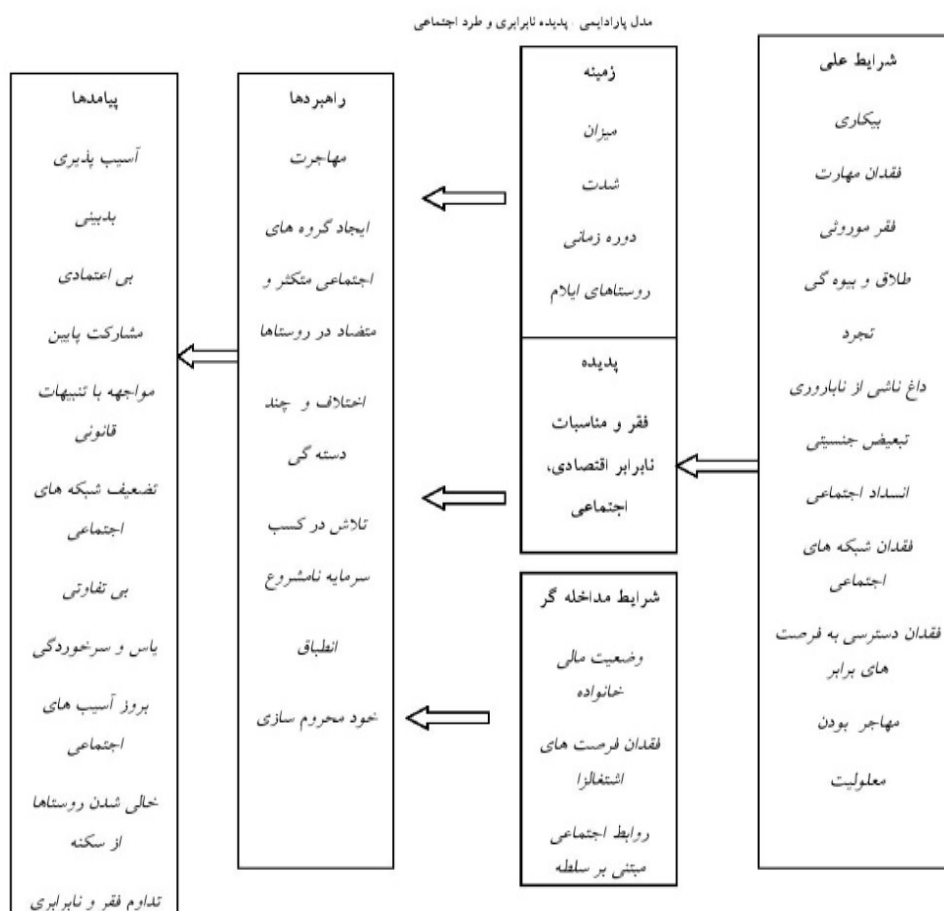 مدل پارادایمی . پدیده نابرابری و طرد اجتماعی
شرایط علی
بیکاری
فقدان مهارت
فقر موروثی
طلاق و بیوه گی
تجرد
داغ ناشی از ناباروری
تبعیض جنسیتی
انسداد اجتماعی
فقدان شبکه های
اجتماعی
فقدان دسترسی به فرصت
های برابر
مهاجر بودن
معلولیت
زمینه
میزان
شدت
دوره زمانی
روستاهای ایلام
پدیده
فقر و مناسبات
نابرابر اقتصادی،
اجتماعی
شرایط مداخله گر
وضعیت مالی
خانواده
فقدان فرصت های
اشتغالزا
روابط اجتماعی
مبتنی بر سلطه
راهبردها
مهاجرت
ایجاد گروه های
اجتماعی متکثر و
متضاد در روستاها
اختلاف و چند
دسته گی
تلاش در کسب
سرمایه نامشروع
انطباق
خود محروم سازی
پیامدها
آسیب پذیری
بدبینی
بی اعتمادی
مشارکت پایین
مواجهه با تنبیهات
قانونی
تضعیف شبکه های
اجتماعی
بی تفاوتی
یاس و سرخوردگی
بروز آسیب های
اجتماعی
خالی شدن روستاها
از سکنه
تداوم فقر و نابرابری